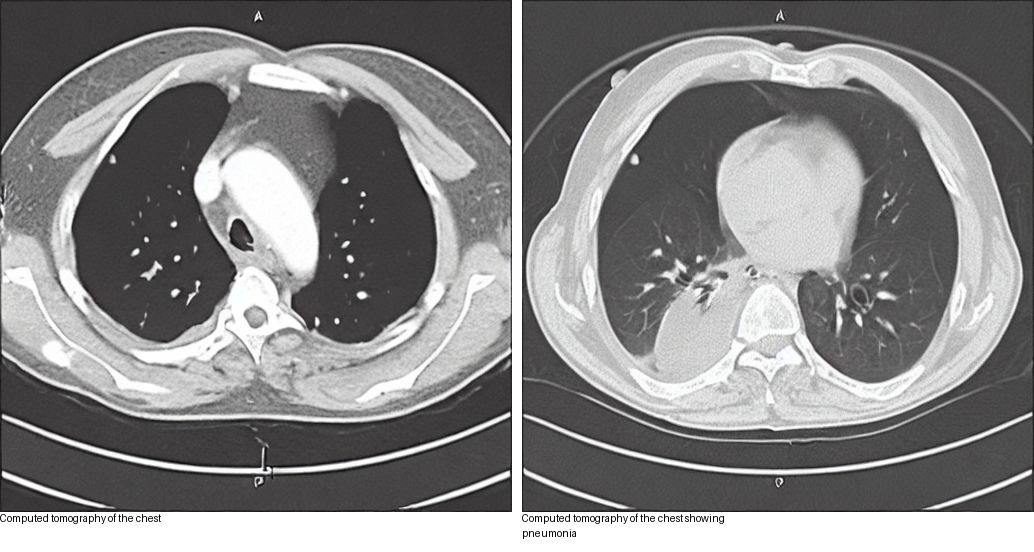 A
A
P
P
Computed tomography of the chest
Computed tomography of the chest showing
pneumonia